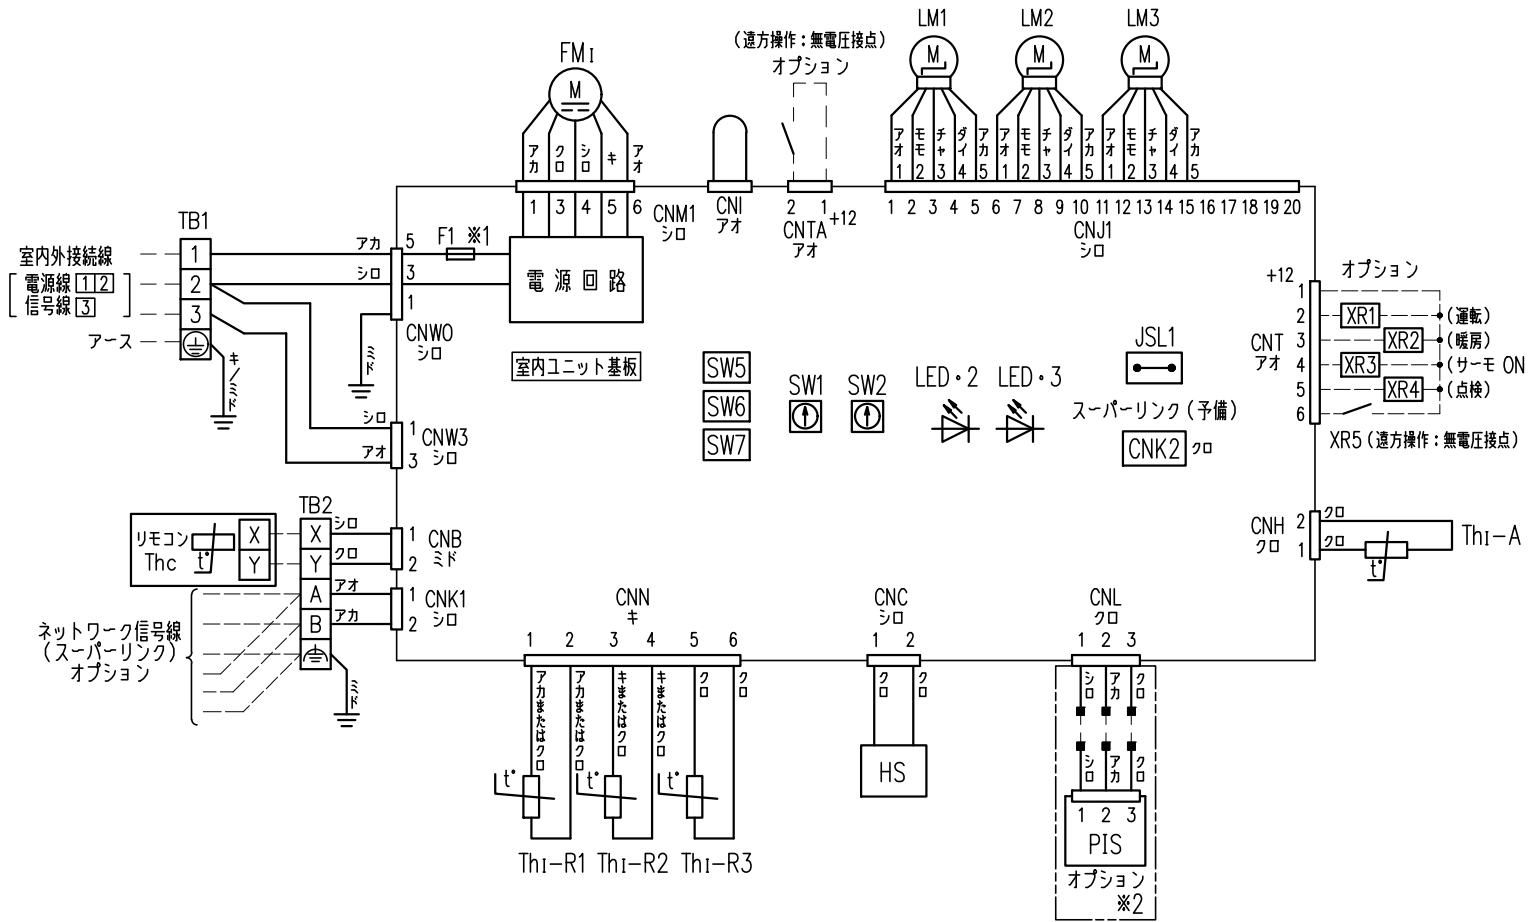 LM1 LM2 LM3
(遠方操作：無電圧接点)
オプション
FMI
M M M M
アカ クロ シロ キ アオ
アオ モモ チャ ダイ アカ アオ モモ チャ ダイ アカ アオ モモ チャ ダイ アカ
1 2 3 4 5 1 2 3 4 5 1 2 3 4 5
1 3 4 5 6
CNM1
シロ
CNI
アオ
2 1 +12
CNTA
アオ
1 2 3 4 5 6 7 8 9 10 11 12 13 14 15 16 17 18 19 20
CNJ1
シロ
TB1
室内外接続線
電源線 1 2
信号線 3
アース
1
2
3
キ/ミドリ
アカ 5
シロ 3
1
CNW0
シロ
ミドリ
F1 ※1
電源回路
室内ユニット基板
シロ 1
アオ 3
CNW3
シロ
SW5
SW6
SW7
SW1 SW2 LED・2 LED・3
JSL1
スーパーリンク(予備)
CNK2 クロ
オプション
+12
1
2
3
4
5
6
CNT
アオ
XR1 (運転)
XR2 (暖房)
XR3 (サーモ ON
XR4 (点検)
XR5 (遠方操作：無電圧接点)
CNH
クロ
2 クロ
1 クロ
t°
ThI-A
TB2
リモコン
Thc
t°
X
Y
X シロ 1
Y クロ 2
A アオ 1
B アカ 2
CNB
ミドリ
CNK1
シロ
ネットワーク信号線
(スーパーリンク)
オプション
ミドリ
CNN
キ
1 2 3 4 5 6
アカまたはクロ アカまたはクロ キまたはクロ キまたはクロ クロ クロ
t° t° t°
ThI-R1 ThI-R2 ThI-R3
CNC
シロ
1 2
クロ クロ
HS
CNL
クロ
1 2 3
シロ アカ クロ
シロ アカ クロ
1 2 3
PIS
オプション
※2